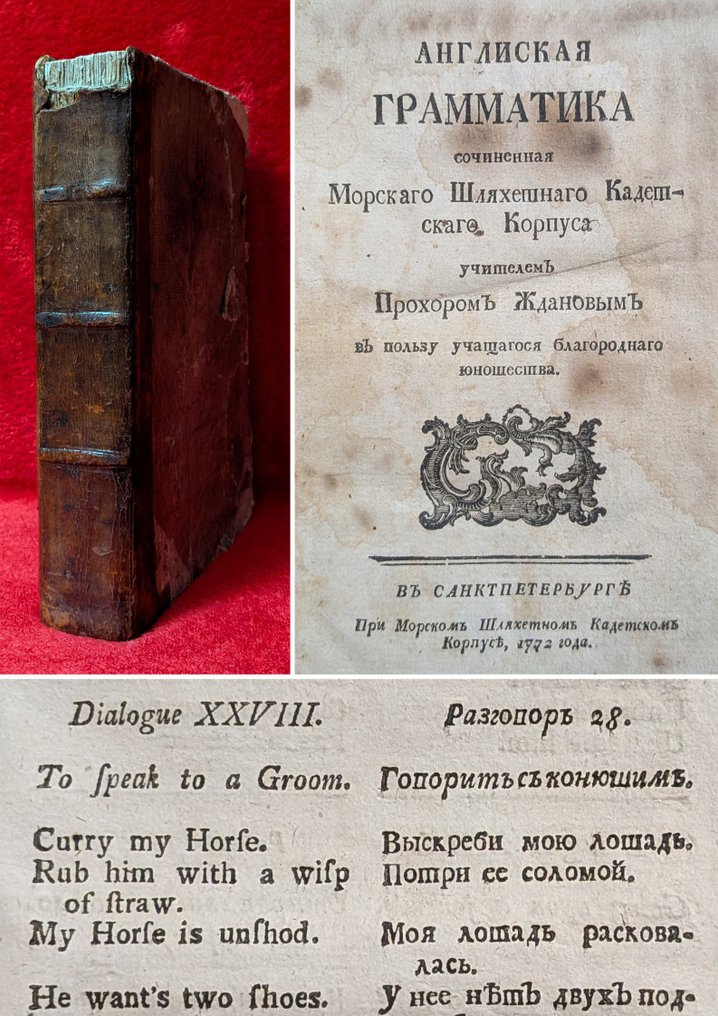 АНГЛИСКАЯ
ГРАММАТИКА
сочиненная
Морскаго Шляхетнаго Кадет-
скаго Корпуса
учителемъ
Прохоромъ Ждановымъ
въ пользу учащагося благороднаго
юношества.
ВЪ САНКТПЕТЕРБУРГѢ
При Морскомъ Шляхетномъ Кадетскомъ
Корпусѣ, 1772 года.
Dialogue XXVIII.
To ſpeak to a Groom.
Curry my Horſe.
Rub him with a wiſp
of ſtraw.
My Horſe is unſhod.
He want's two ſhoes.
Разговоръ 28.
Говорить съ конюшимъ.
Выскреби мою лошадь.
Потри ее соломой.
Моя лошадь раскова-
лась.
У нее нѣтъ двухъ под-